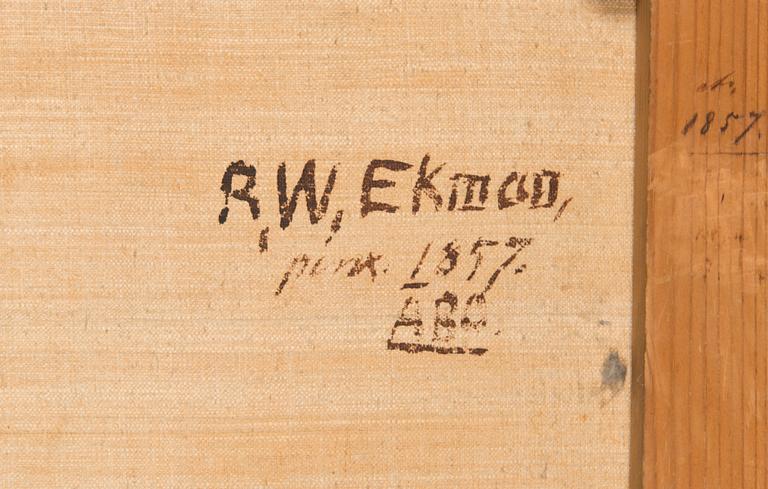 R, W, Ekman,
pinx. 1857.
ABO.
1857.